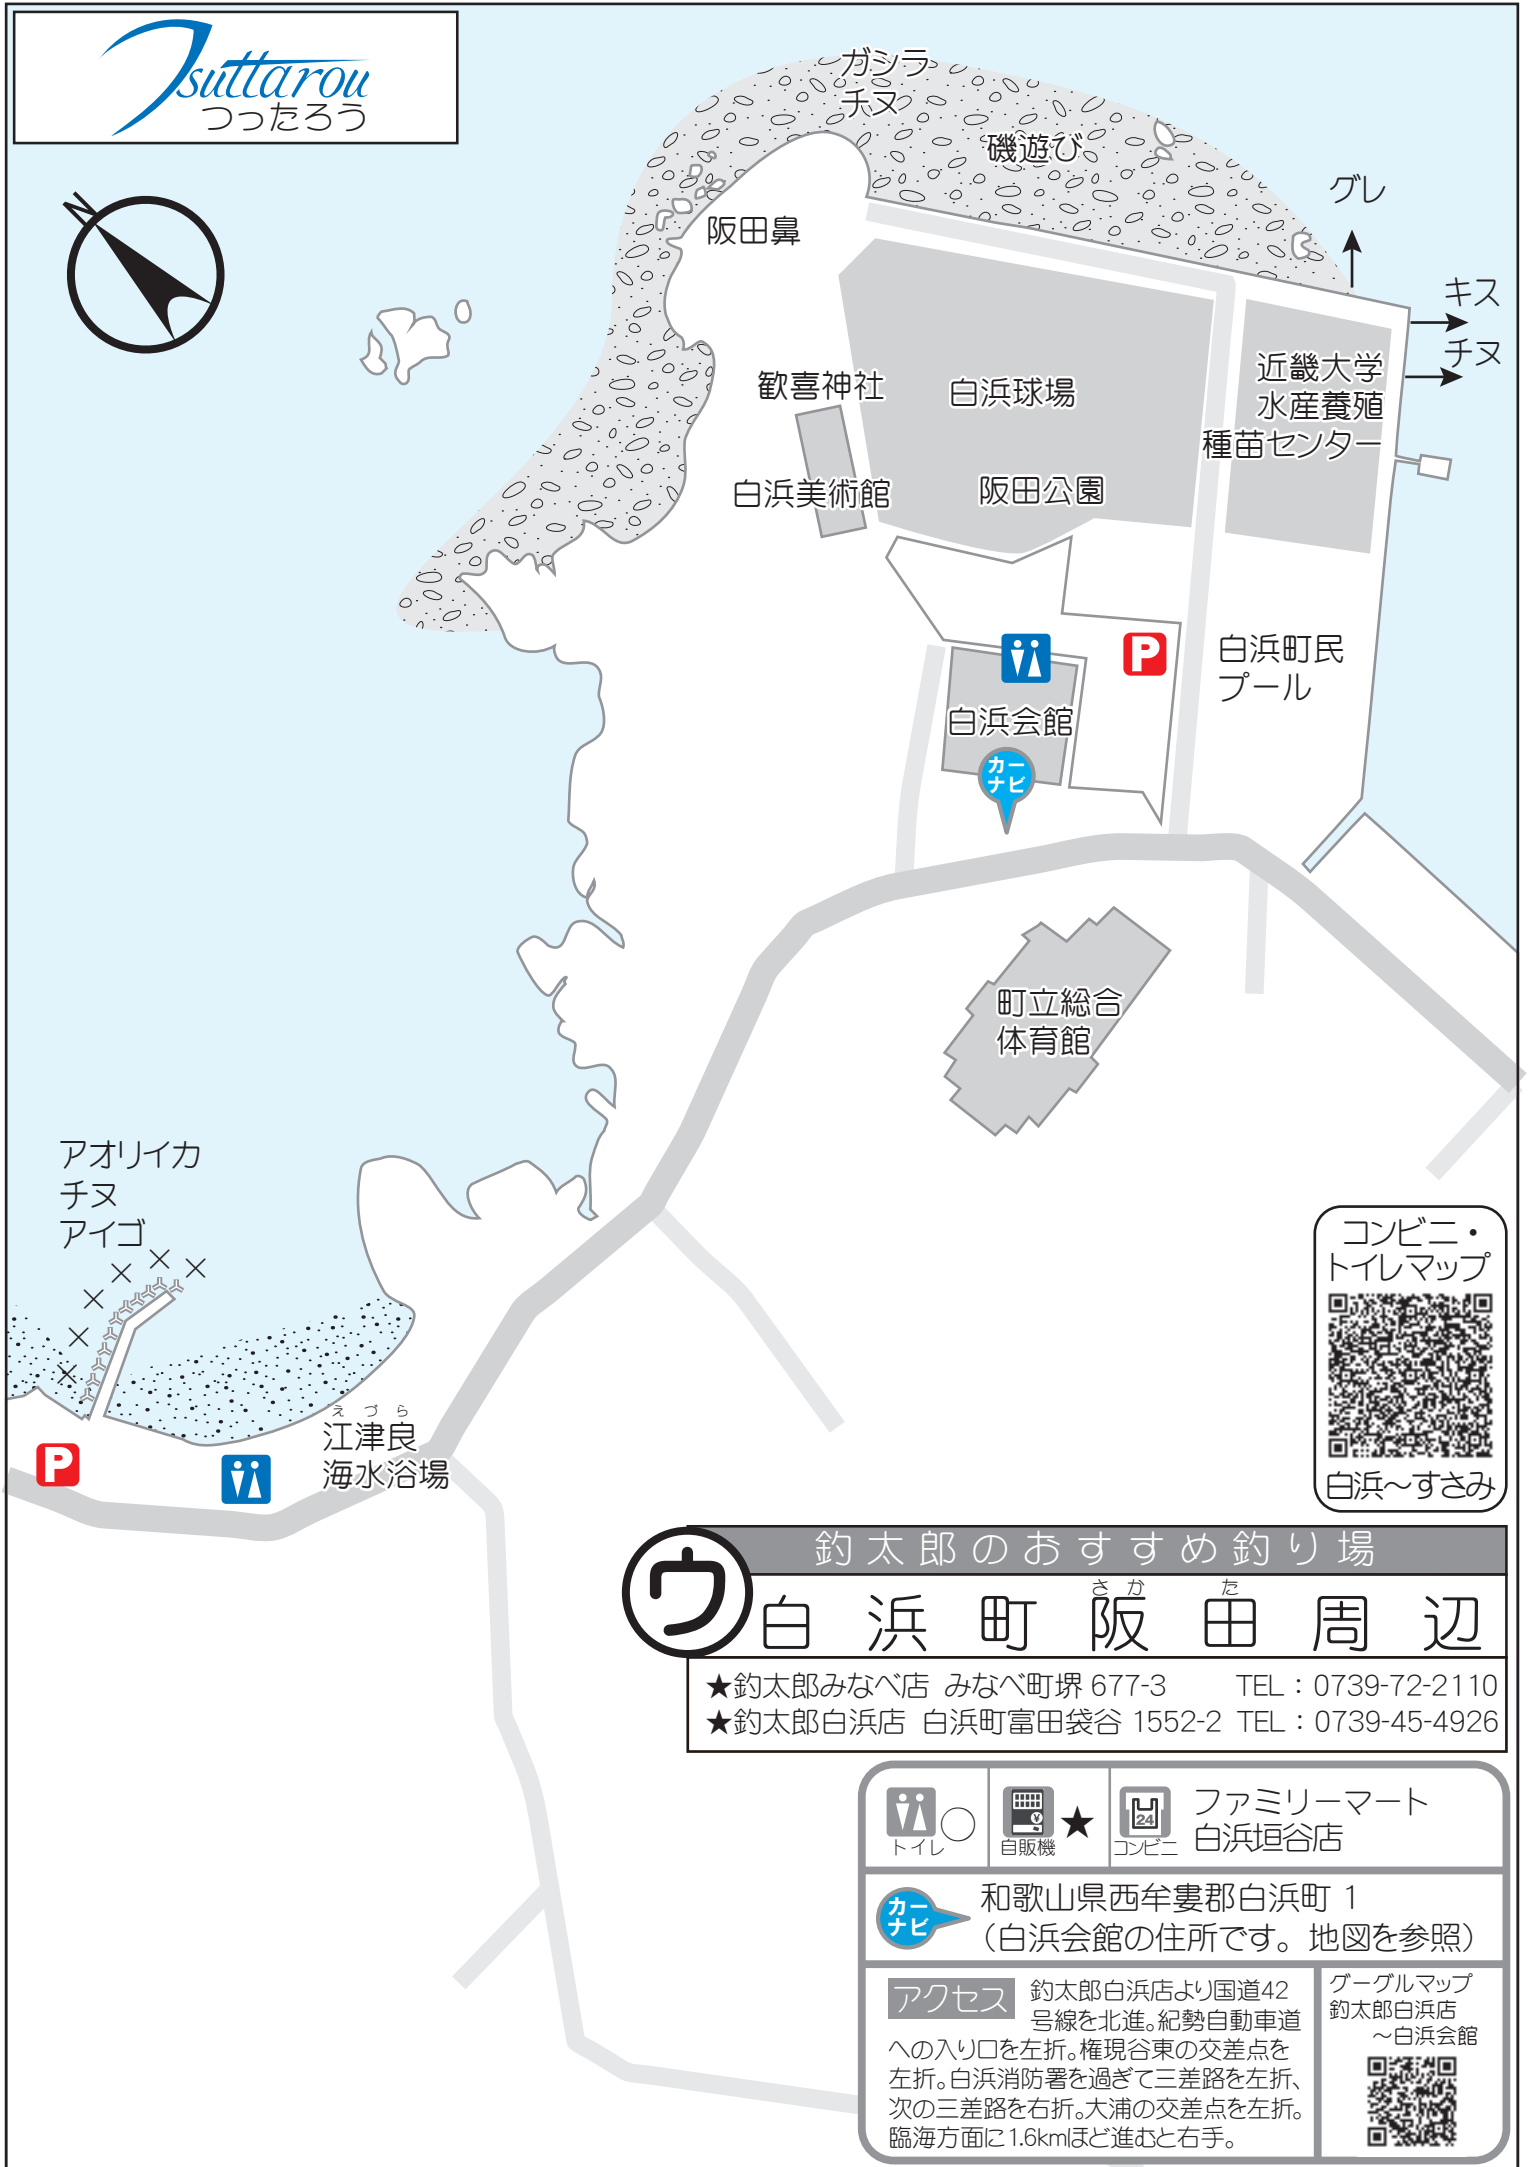 Tsuttarou
つったろう
N
ガシラ
チヌ
磯遊び
グレ
阪田鼻
キス
チヌ
近畿大学
水産養殖
種苗センター
歓喜神社
白浜球場
白浜美術館
阪田公園
P
白浜町民
プール
白浜会館
カー
ナビ
町立総合
体育館
アオリイカ
チヌ
アイゴ
えづら
江津良
海水浴場
P
コンビニ・
トイレマップ
白浜～すさみ
釣太郎のおすすめ釣り場
ウ
さか た
白浜町阪田周辺
★釣太郎みなべ店 みなべ町堺 677-3 TEL：0739-72-2110
★釣太郎白浜店 白浜町富田袋谷 1552-2 TEL：0739-45-4926
トイレ ○
自販機 ★
24
コンビニ
ファミリーマート
白浜垣谷店
カー
ナビ
和歌山県西牟婁郡白浜町 1
（白浜会館の住所です。地図を参照）
アクセス
釣太郎白浜店より国道42
号線を北進。紀勢自動車道
への入り口を左折。権現谷東の交差点を
左折。白浜消防署を過ぎて三差路を左折、
次の三差路を右折。大浦の交差点を左折。
臨海方面に1.6kmほど進むと右手。
グーグルマップ
釣太郎白浜店
～白浜会館